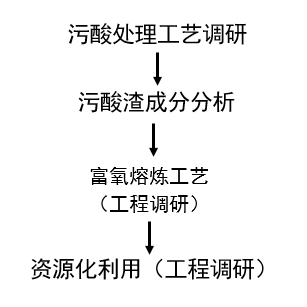 污酸处理工艺调研
污酸渣成分分析
富氧熔炼工艺
（工程调研）
资源化利用（工程调研）